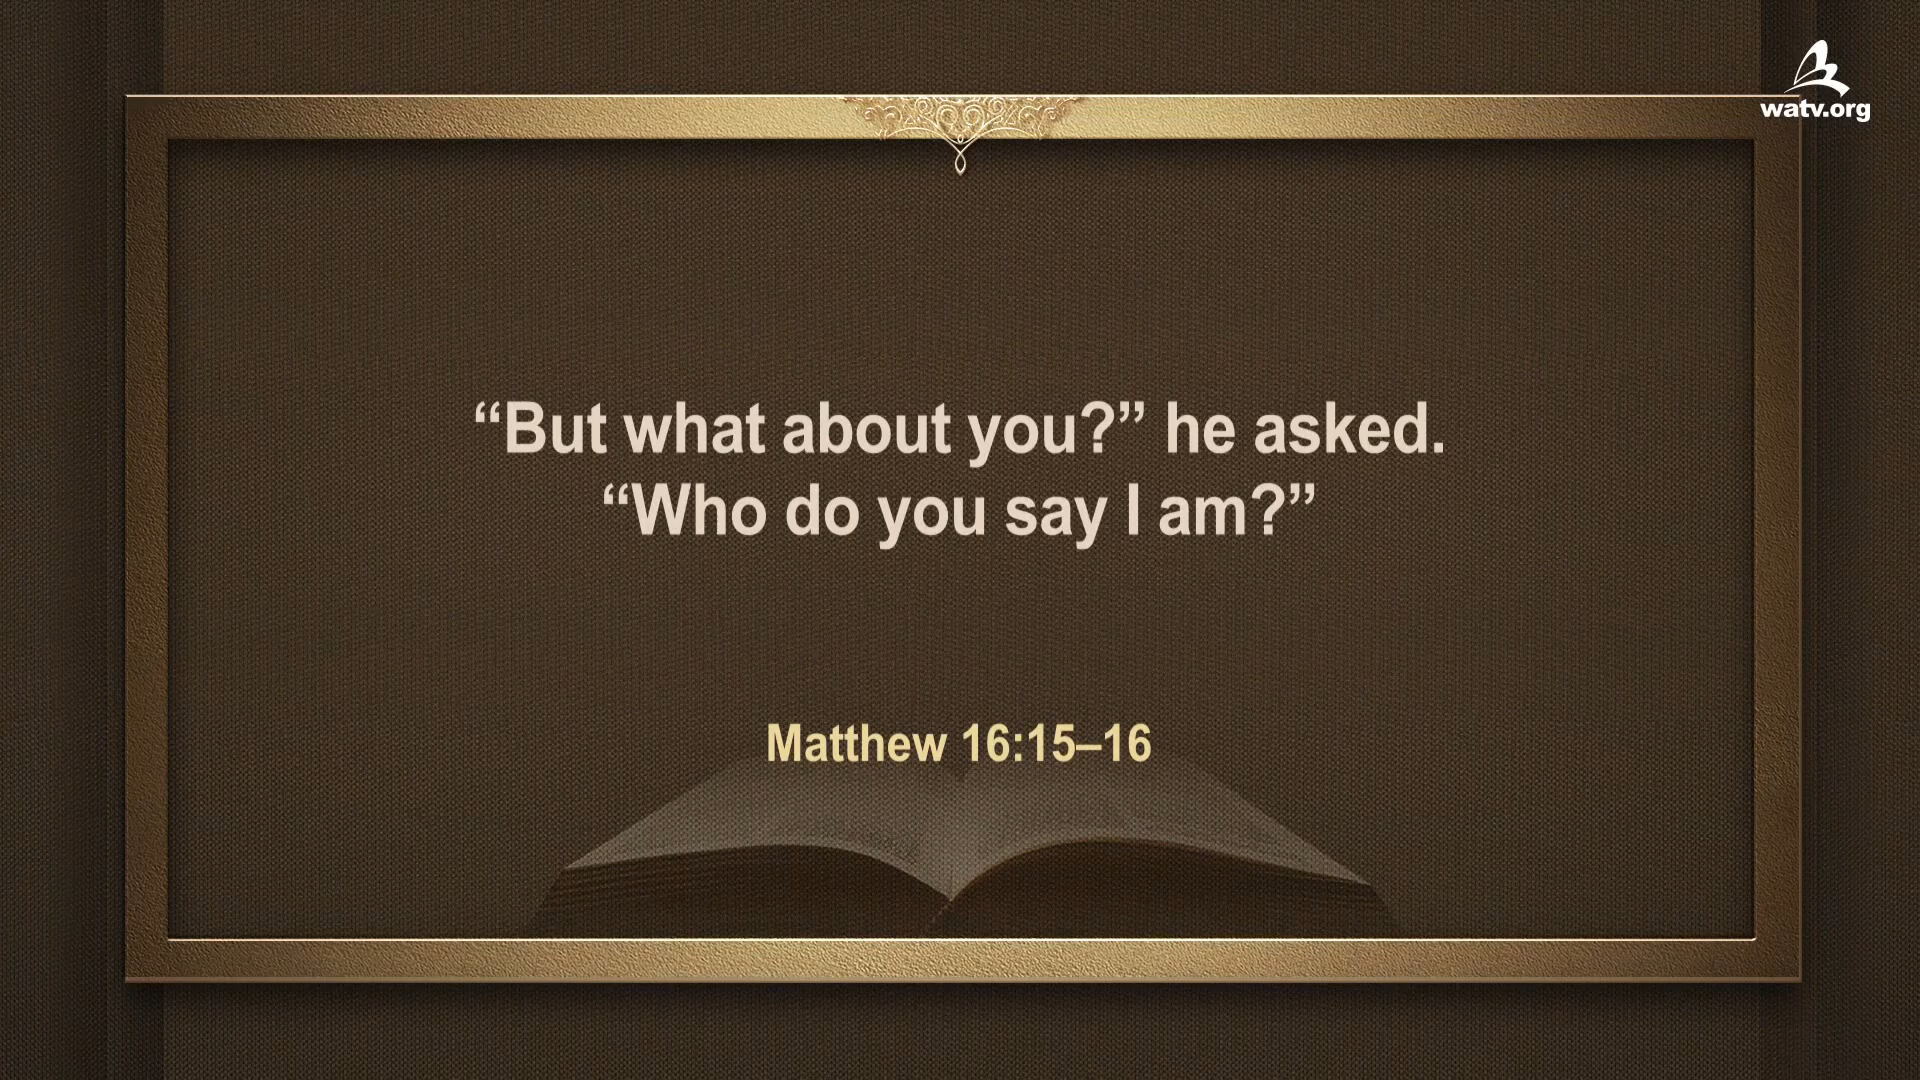 watv.org
“But what about you?” he asked.
“Who do you say I am?”
Matthew 16:15–16